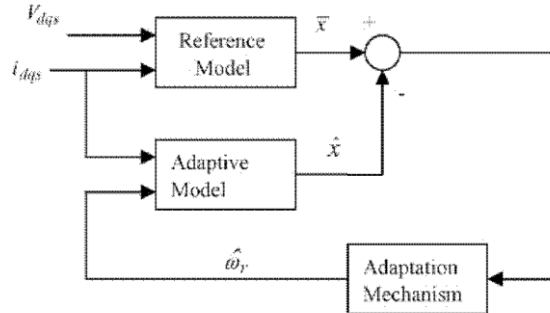 V_dqs
Reference
Model
x̅
+
i_dqs
-
Adaptive
Model
x̂
ω̂_r
Adaptation
Mechanism